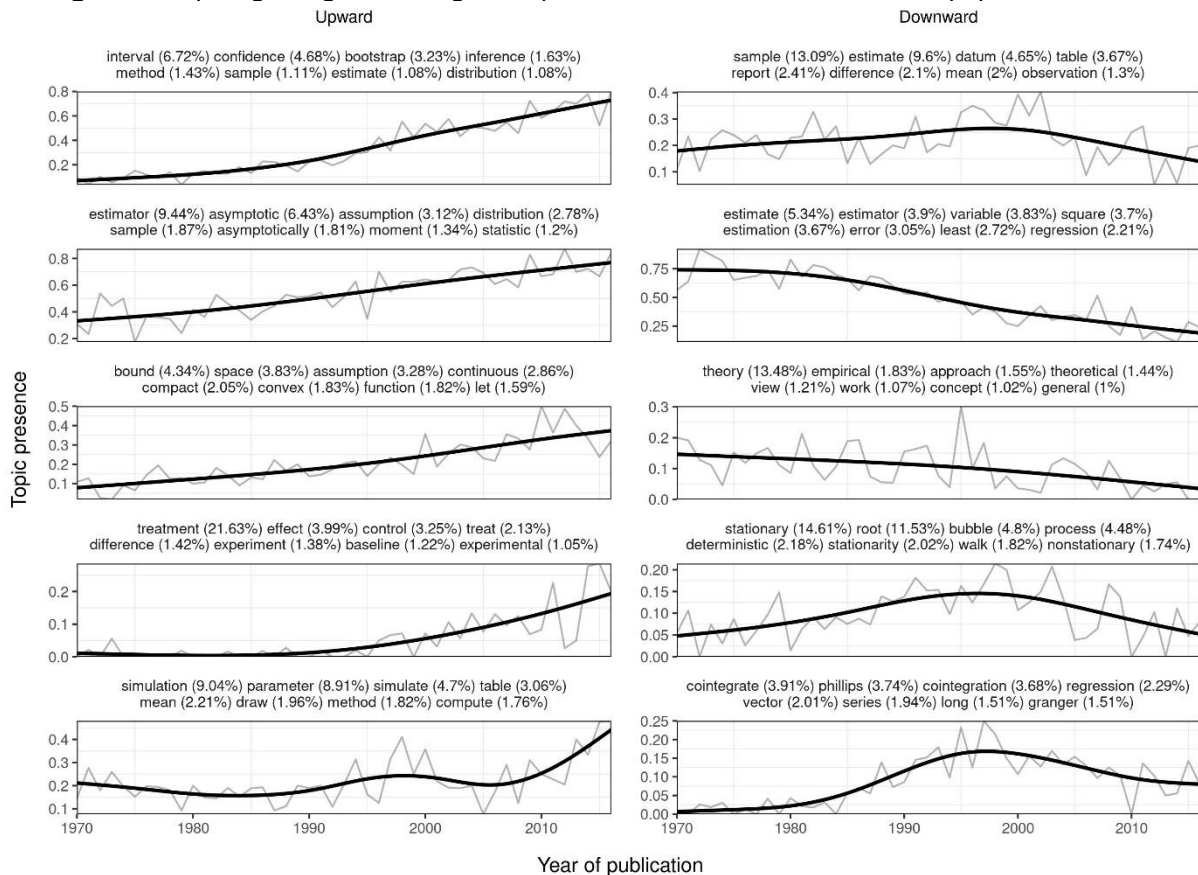 Upward
Downward
interval (6.72%) confidence (4.68%) bootstrap (3.23%) inference (1.63%)
method (1.43%) sample (1.11%) estimate (1.08%) distribution (1.08%)
0.8
0.6
0.4
0.2
sample (13.09%) estimate (9.6%) datum (4.65%) table (3.67%)
report (2.41%) difference (2.1%) mean (2%) observation (1.3%)
0.4
0.3
0.2
0.1
estimator (9.44%) asymptotic (6.43%) assumption (3.12%) distribution (2.78%)
sample (1.87%) asymptotically (1.81%) moment (1.34%) statistic (1.2%)
0.8
0.6
0.4
0.2
estimate (5.34%) estimator (3.9%) variable (3.83%) square (3.7%)
estimation (3.67%) error (3.05%) least (2.72%) regression (2.21%)
0.75
0.50
0.25
Topic presence
bound (4.34%) space (3.83%) assumption (3.28%) continuous (2.86%)
compact (2.05%) convex (1.83%) function (1.82%) let (1.59%)
0.5
0.4
0.3
0.2
0.1
theory (13.48%) empirical (1.83%) approach (1.55%) theoretical (1.44%)
view (1.21%) work (1.07%) concept (1.02%) general (1%)
0.3
0.2
0.1
0.0
treatment (21.63%) effect (3.99%) control (3.25%) treat (2.13%)
difference (1.42%) experiment (1.38%) baseline (1.22%) experimental (1.05%)
0.2
0.1
0.0
stationary (14.61%) root (11.53%) bubble (4.8%) process (4.48%)
deterministic (2.18%) stationarity (2.02%) walk (1.82%) nonstationary (1.74%)
0.20
0.15
0.10
0.05
0.00
simulation (9.04%) parameter (8.91%) simulate (4.7%) table (3.06%)
mean (2.21%) draw (1.96%) method (1.82%) compute (1.76%)
0.4
0.3
0.2
0.1
1970 1980 1990 2000 2010
cointegrate (3.91%) phillips (3.74%) cointegration (3.68%) regression (2.29%)
vector (2.01%) series (1.94%) long (1.51%) granger (1.51%)
0.25
0.20
0.15
0.10
0.05
0.00
1970 1980 1990 2000 2010
Year of publication